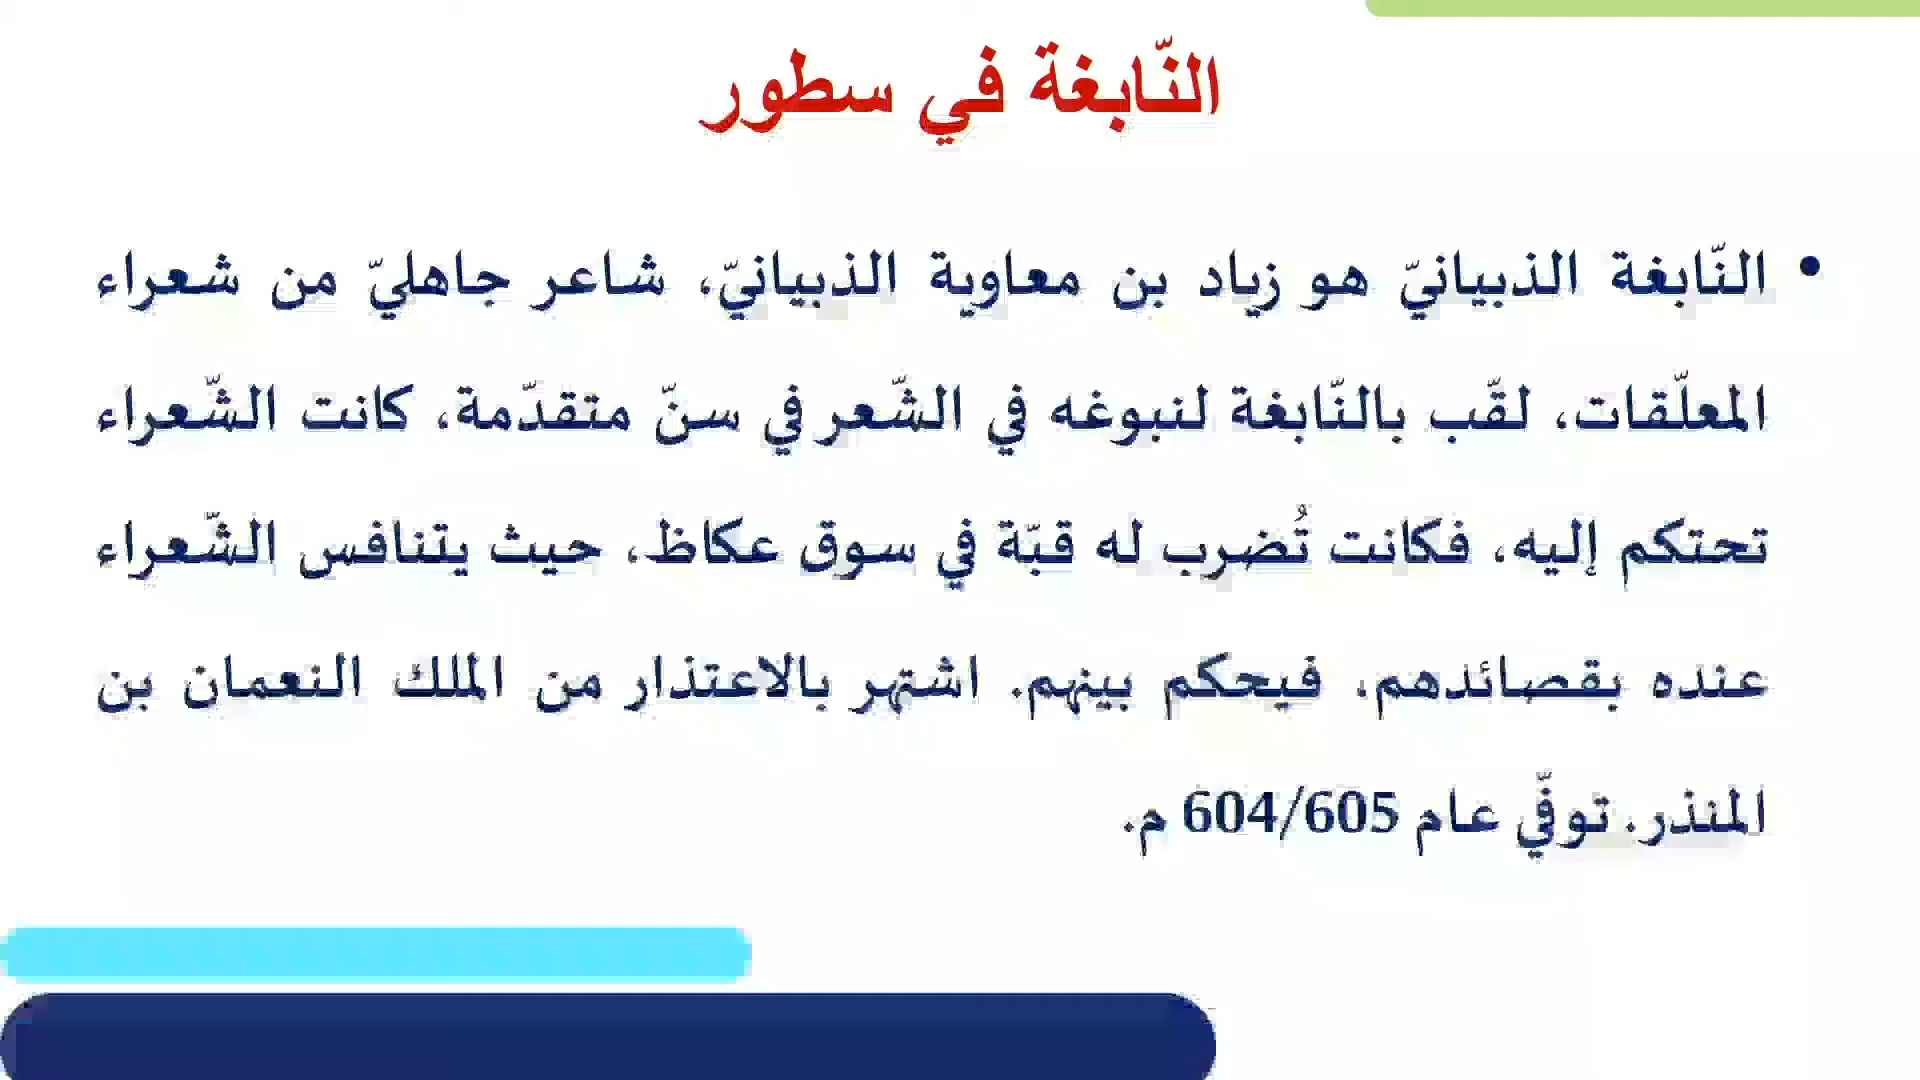 النّابغة في سطور
• النّابغة الذبيانيّ هو زياد بن معاوية الذبيانيّ، شاعر جاهليّ من شعراء
المعلّقات، لقّب بالنّابغة لنبوغه في الشّعر في سنّ متقدّمة، كانت الشّعراء
تحتكم إليه، فكانت تُضرب له قبّة في سوق عكاظ، حيث يتنافس الشّعراء
عنده بقصائدهم، فيحكم بينهم. اشتهر بالاعتذار من الملك النعمان بن
المنذر. توفّي عام 604/605 م.